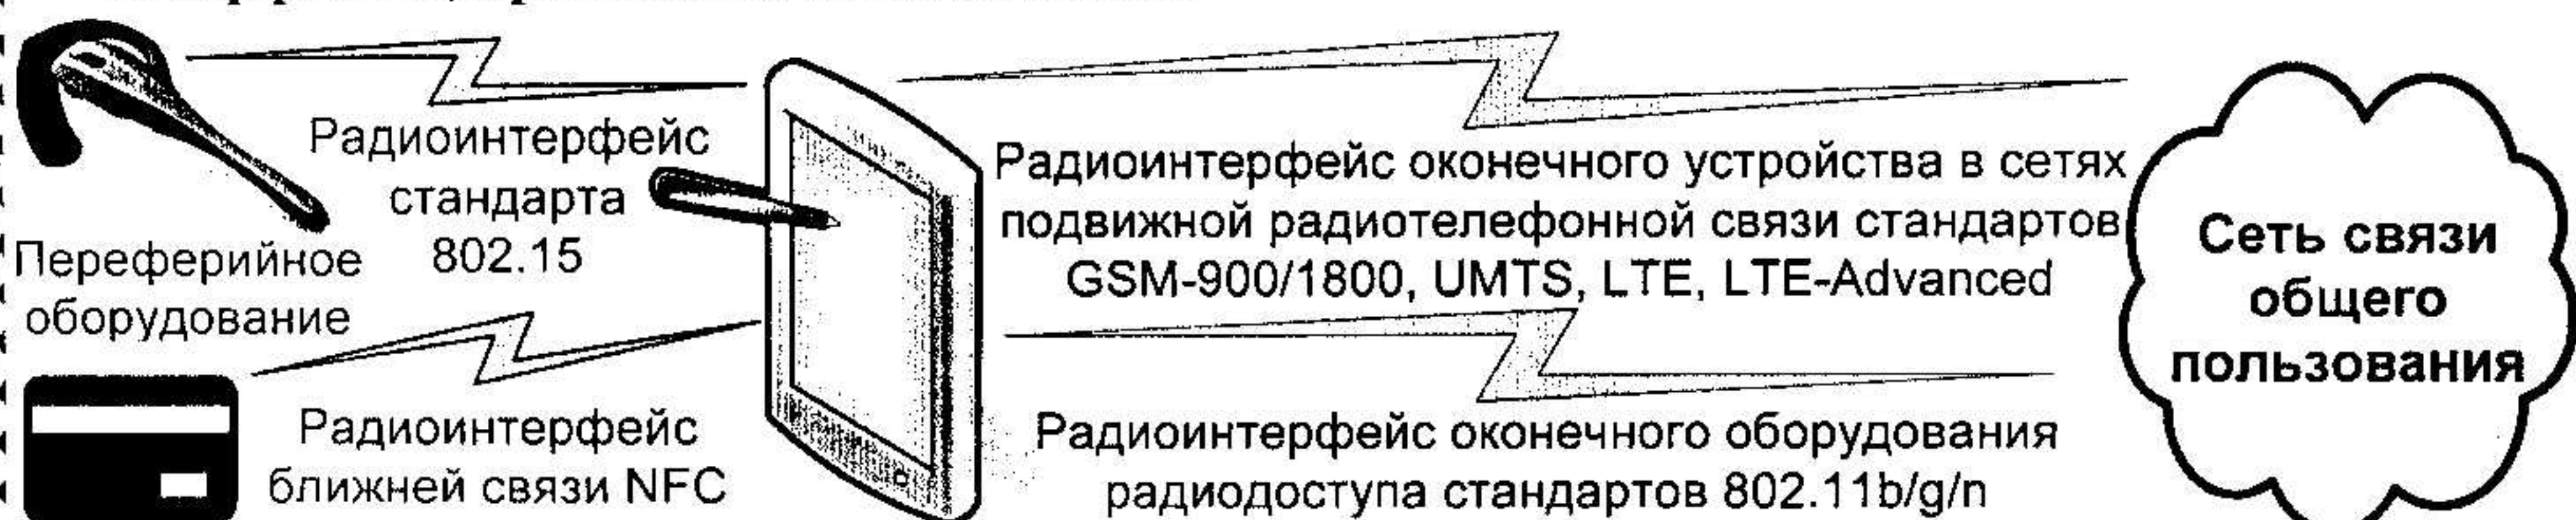 Радиоинтерфейс
стандарта
802.15
Переферийное
оборудование
Радиоинтерфейс
ближней связи NFC
Радиоинтерфейс оконечного устройства в сетях
подвижной радиотелефонной связи стандартов
GSM-900/1800, UMTS, LTE, LTE-Advanced
Радиоинтерфейс оконечного оборудования
радиодоступа стандартов 802.11b/g/n
Сеть связи
общего
пользования